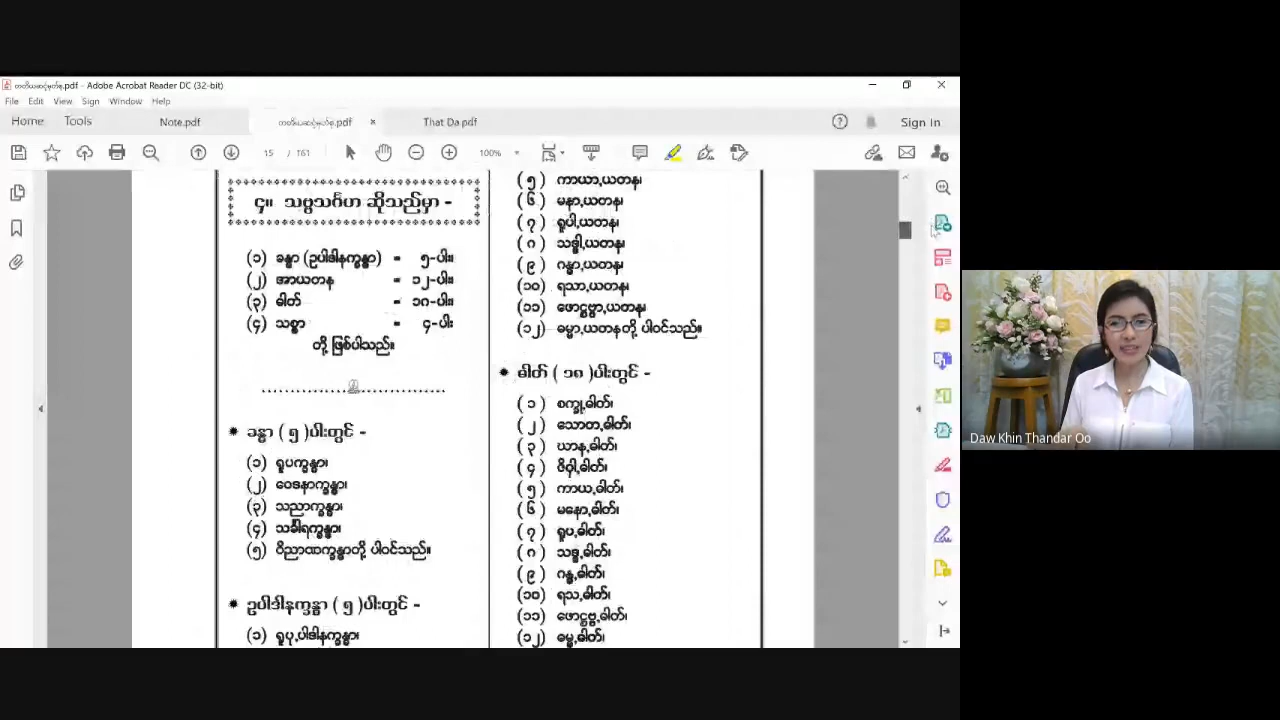 တတိယဆင့်မှတ်စု.pdf - Adobe Acrobat Reader DC (32-bit)
File Edit View Sign Window Help
Home Tools Note.pdf တတိယဆင့်မှတ်စု.pdf × That Da.pdf Sign In
15 / 161 100%
၄။ သဗ္ဗသင်္ဂဟ ဆိုသည်မှာ -
(၁) ခန္ဓာ (ဥပါဒါနက္ခန္ဓာ) = ၅-ပါး။
(၂) အာယတန = ၁၂-ပါး။
(၃) ဓါတ် = ၁၈-ပါး။
(၄) သစ္စာ = ၄-ပါး
တို့ ဖြစ်ပါသည်။
✹ ခန္ဓာ ( ၅ )ပါးတွင် -
(၁) ရူပက္ခန္ဓာ၊
(၂) ဝေဒနာက္ခန္ဓာ၊
(၃) သညာက္ခန္ဓာ၊
(၄) သင်္ခါရက္ခန္ဓာ၊
(၅) ဝိညာဏက္ခန္ဓာတို့ ပါဝင်သည်။
✹ ဥပါဒါနက္ခန္ဓာ ( ၅ )ပါးတွင် -
(၁) ရူပု,ပါဒါနက္ခန္ဓာ၊
( ၅ ) ကာယာ,ယတန၊
( ၆ ) မနာ,ယတန၊
( ၇ ) ရူပါ,ယတန၊
( ၈ ) သဒ္ဒါ,ယတန၊
( ၉ ) ဂန္ဓာ,ယတန၊
(၁၀) ရသာ,ယတန၊
(၁၁) ဖောဋ္ဌဗ္ဗာ,ယတန၊
(၁၂) ဓမ္မာ,ယတနတို့ ပါဝင်သည်။
✹ ဓါတ် ( ၁၈ )ပါးတွင် -
( ၁ ) စက္ခု,ဓါတ်၊
( ၂ ) သောတ,ဓါတ်၊
( ၃ ) ဃာန,ဓါတ်၊
( ၄ ) ဇိဝှါ,ဓါတ်၊
( ၅ ) ကာယ,ဓါတ်၊
( ၆ ) မနော,ဓါတ်၊
( ၇ ) ရူပ,ဓါတ်၊
( ၈ ) သဒ္ဒ,ဓါတ်၊
( ၉ ) ဂန္ဓ,ဓါတ်၊
(၁၀) ရသ,ဓါတ်၊
(၁၁) ဖောဋ္ဌဗ္ဗ,ဓါတ်၊
(၁၂) ဓမ္မ,ဓါတ်၊
Daw Khin Thandar Oo